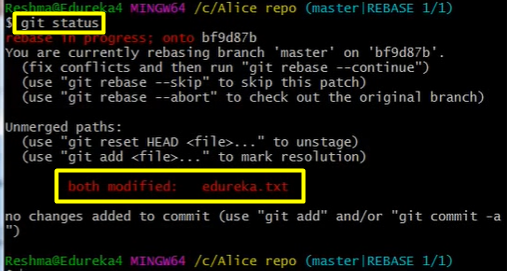 Reshma@Edureka4 MINGW64 /c/Alice repo (master|REBASE 1/1)
$ git status
rebase in progress; onto bf9d87b
You are currently rebasing branch 'master' on 'bf9d87b'.
  (fix conflicts and then run "git rebase --continue")
  (use "git rebase --skip" to skip this patch)
  (use "git rebase --abort" to check out the original branch)
Unmerged paths:
  (use "git reset HEAD <file>..." to unstage)
  (use "git add <file>..." to mark resolution)
        both modified:   edureka.txt
no changes added to commit (use "git add" and/or "git commit -a
")
Reshma@Edureka4 MINGW64 /c/Alice repo (master|REBASE 1/1)